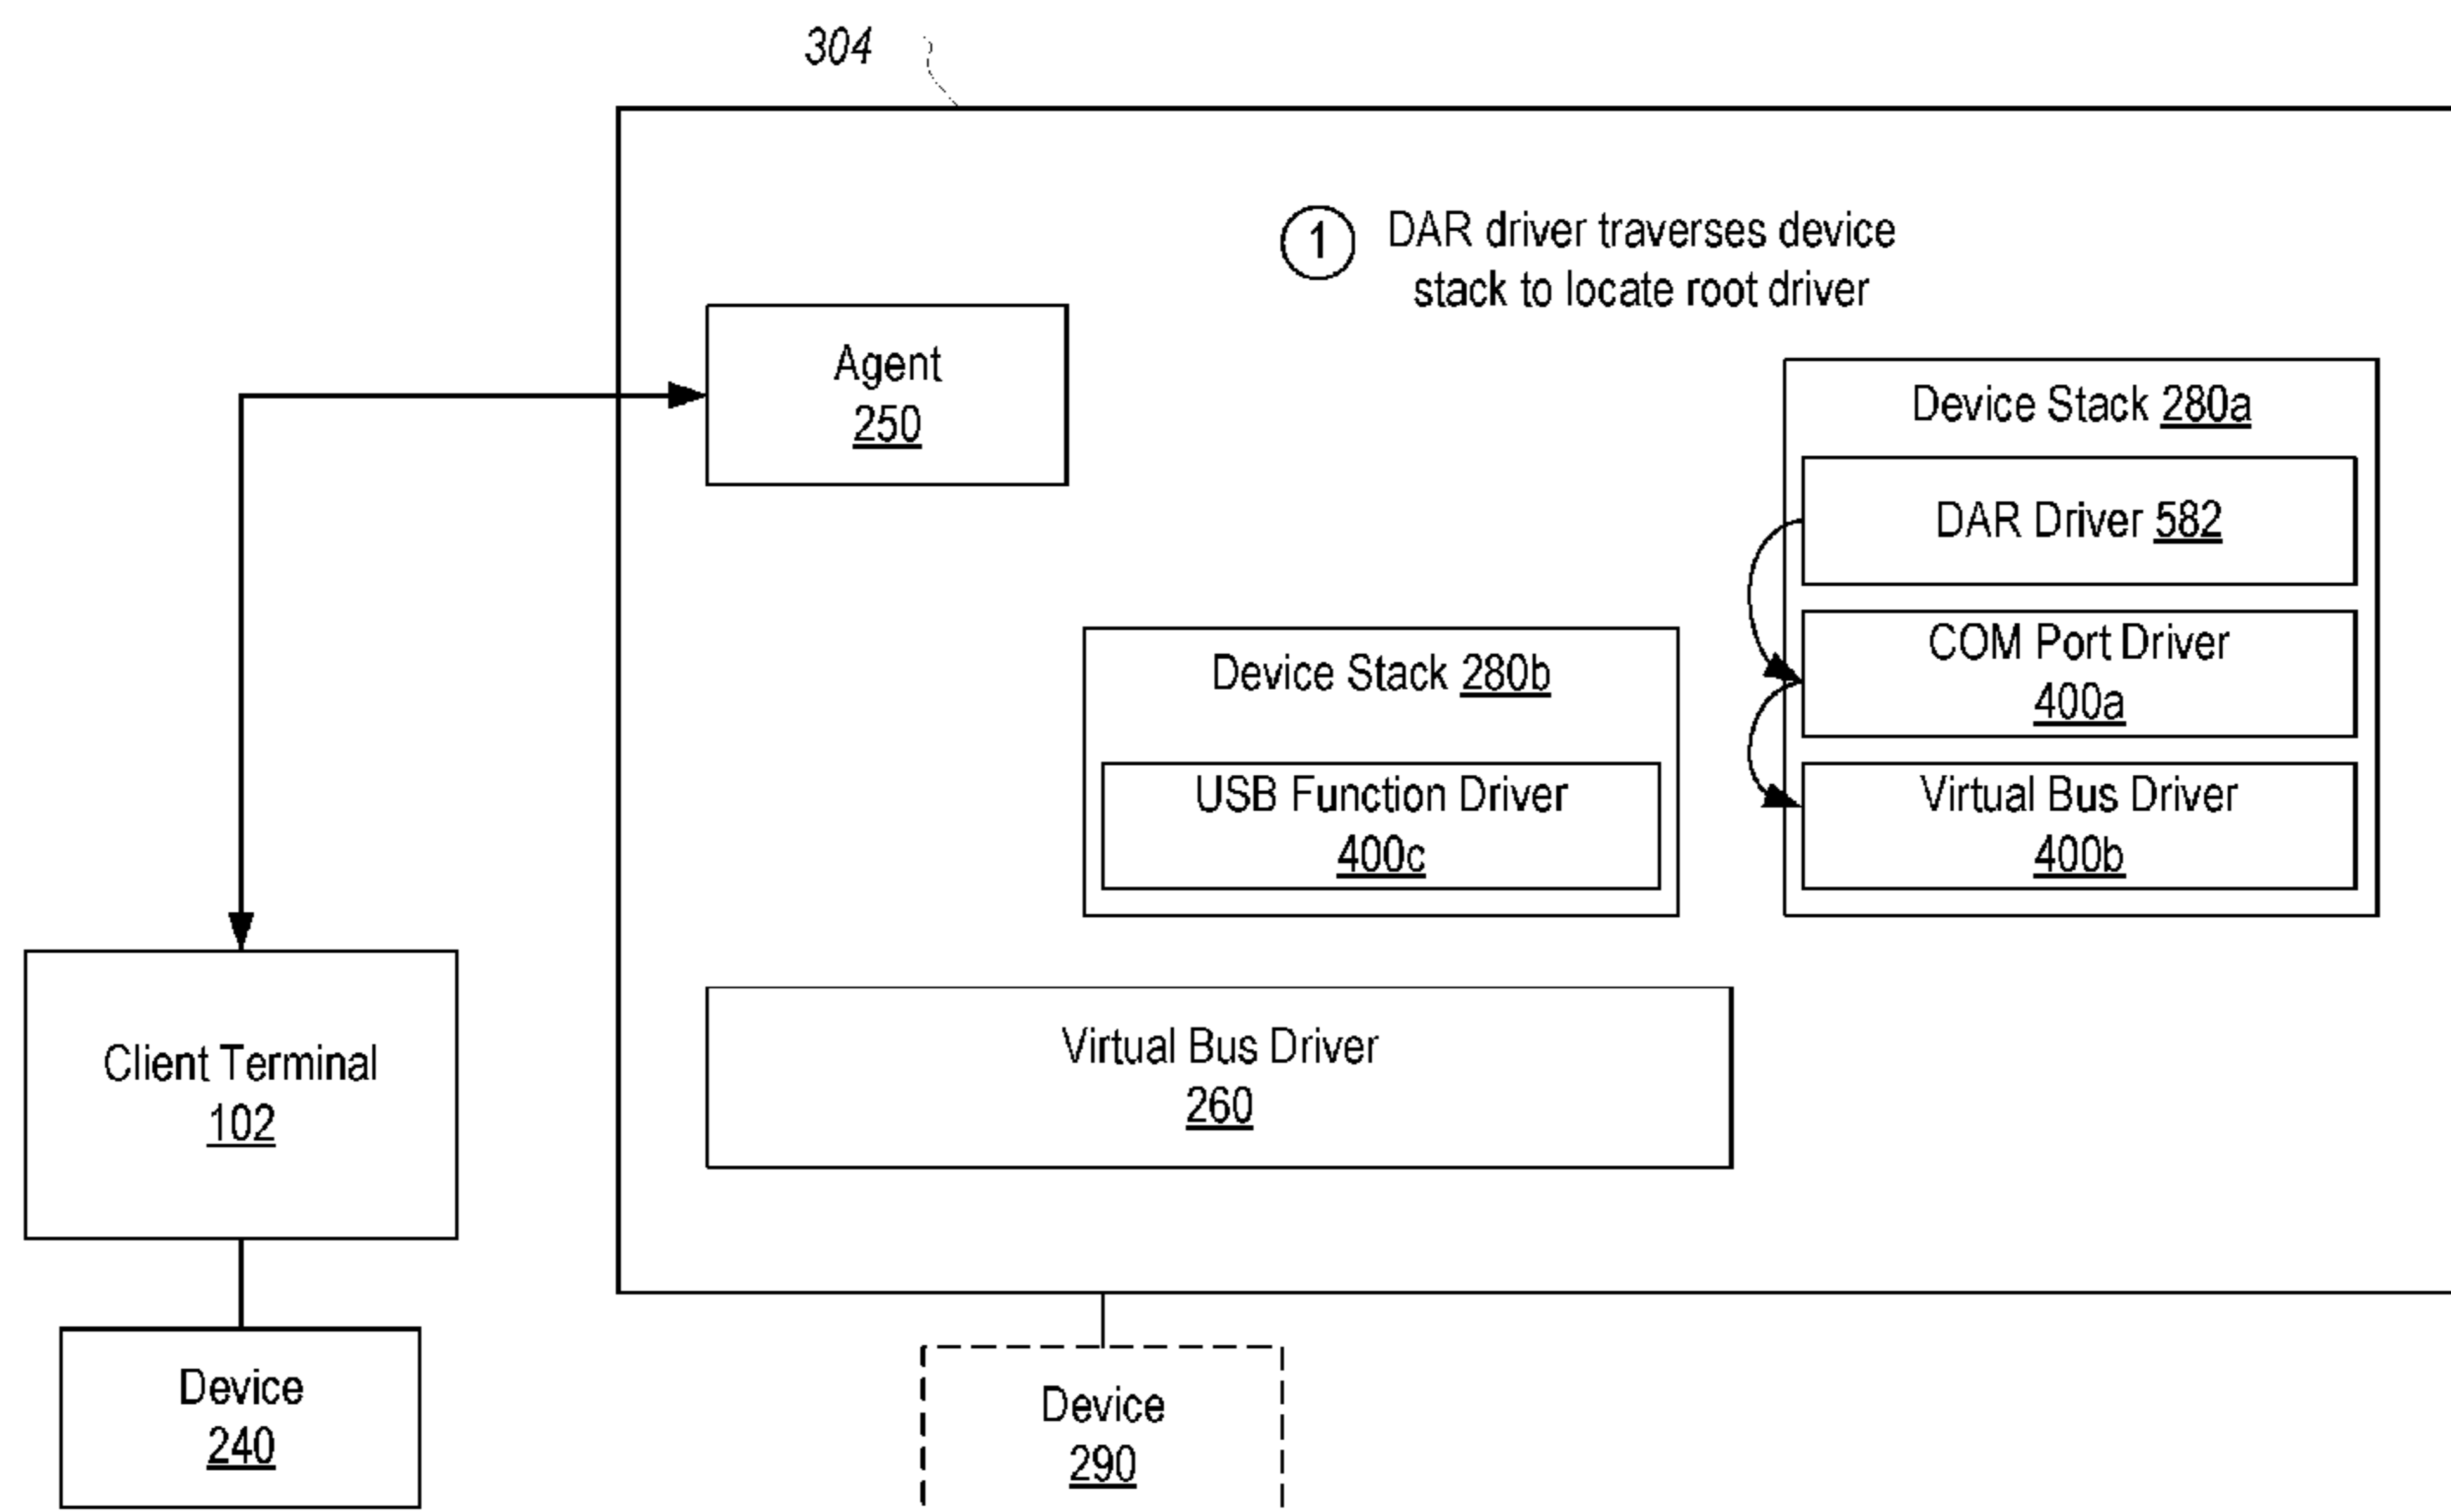 304
1
DAR driver traverses device
stack to locate root driver
Agent
250
Device Stack 280a
DAR Driver 582
COM Port Driver
400a
Virtual Bus Driver
400b
Device Stack 280b
USB Function Driver
400c
Virtual Bus Driver
260
Client Terminal
102
Device
240
Device
290